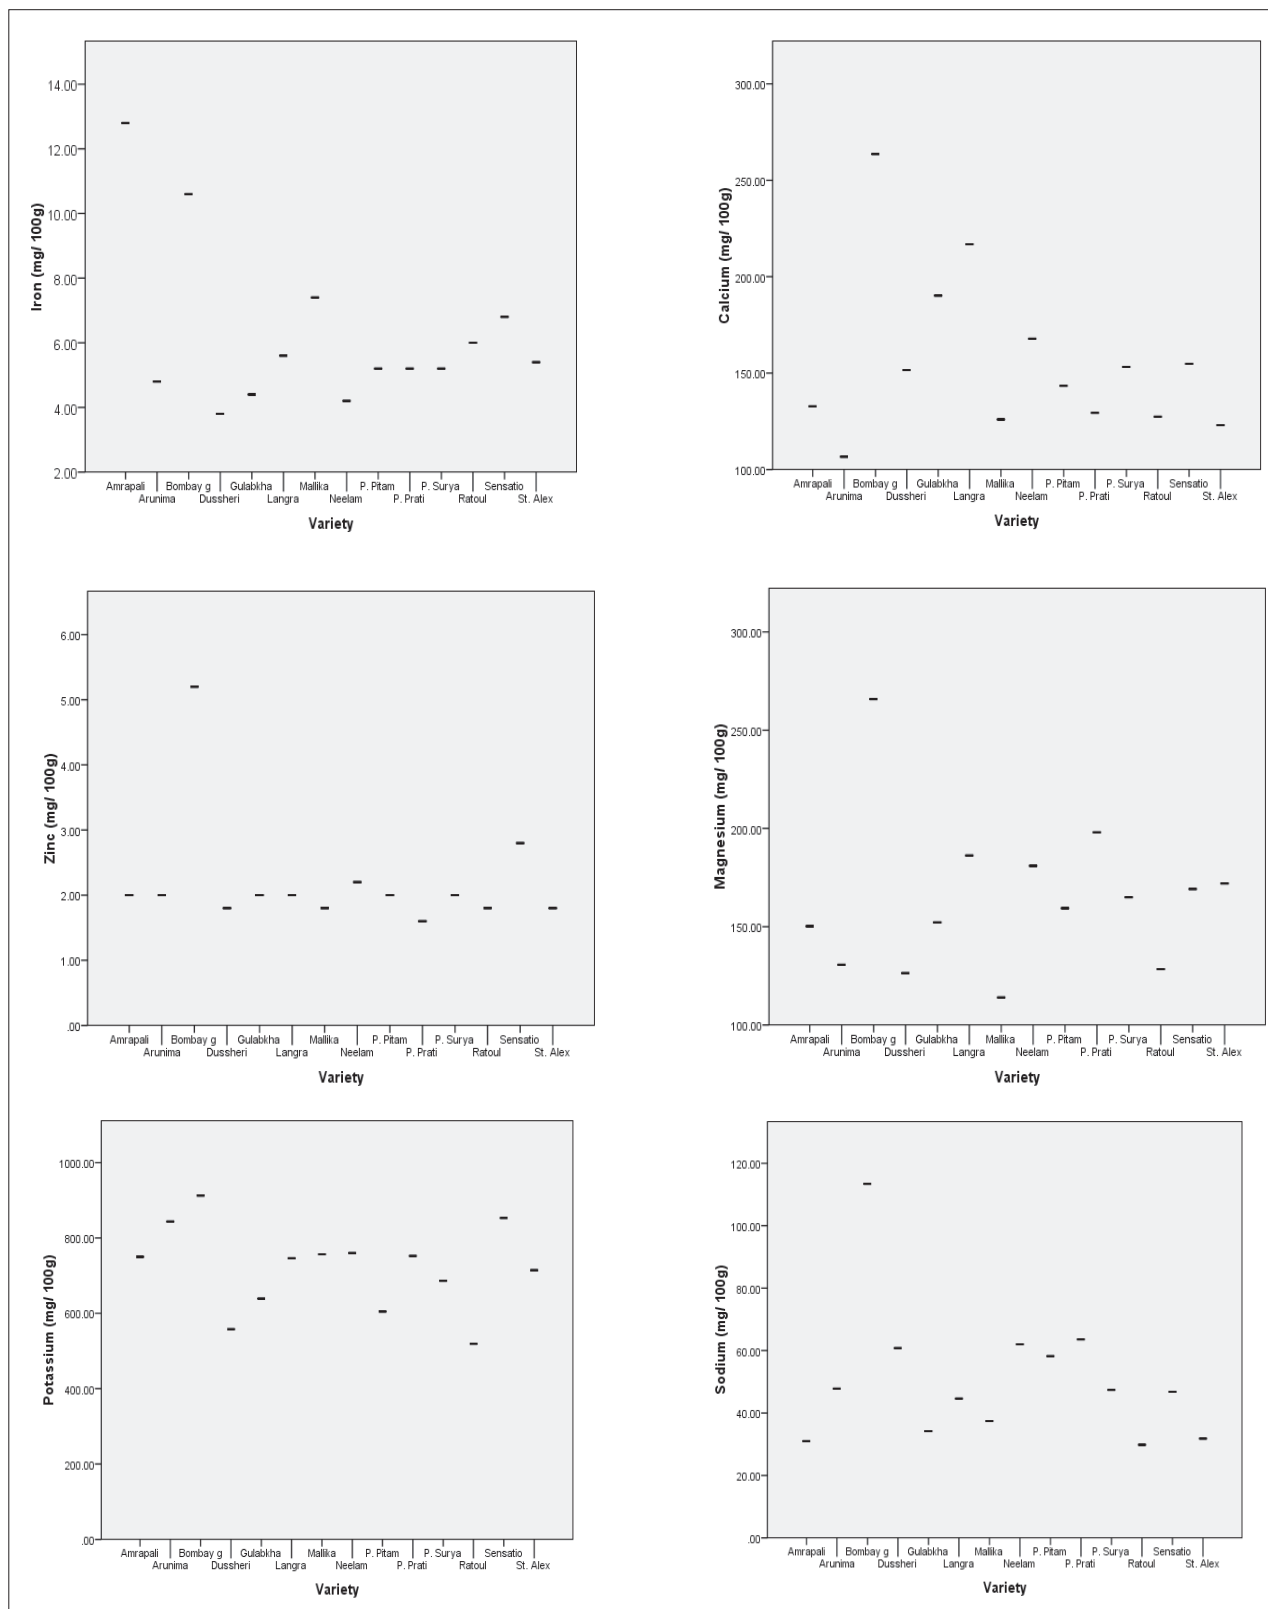 Iron (mg/ 100g)
14.00
12.00
10.00
8.00
6.00
4.00
2.00
Amrapali Bombay g Gulabkha Mallika P. Pitam P. Surya Sensatio
Arunima Dussheri Langra Neelam P. Prati Ratoul St. Alex
Variety
Calcium (mg/ 100g)
300.00
250.00
200.00
150.00
100.00
Amrapali Bombay g Gulabkha Mallika P. Pitam P. Surya Sensatio
Arunima Dussheri Langra Neelam P. Prati Ratoul St. Alex
Variety
Zinc (mg/ 100g)
6.00
5.00
4.00
3.00
2.00
1.00
.00
Amrapali Bombay g Gulabkha Mallika P. Pitam P. Surya Sensatio
Arunima Dussheri Langra Neelam P. Prati Ratoul St. Alex
Variety
Magnesium (mg/ 100g)
300.00
250.00
200.00
150.00
100.00
Amrapali Bombay g Gulabkha Mallika P. Pitam P. Surya Sensatio
Arunima Dussheri Langra Neelam P. Prati Ratoul St. Alex
Variety
Potassium (mg/ 100g)
1000.00
800.00
600.00
400.00
200.00
.00
Amrapali Bombay g Gulabkha Mallika P. Pitam P. Surya Sensatio
Arunima Dussheri Langra Neelam P. Prati Ratoul St. Alex
Variety
Sodium (mg/ 100g)
120.00
100.00
80.00
60.00
40.00
20.00
.00
Amrapali Bombay g Gulabkha Mallika P. Pitam P. Surya Sensatio
Arunima Dussheri Langra Neelam P. Prati Ratoul St. Alex
Variety